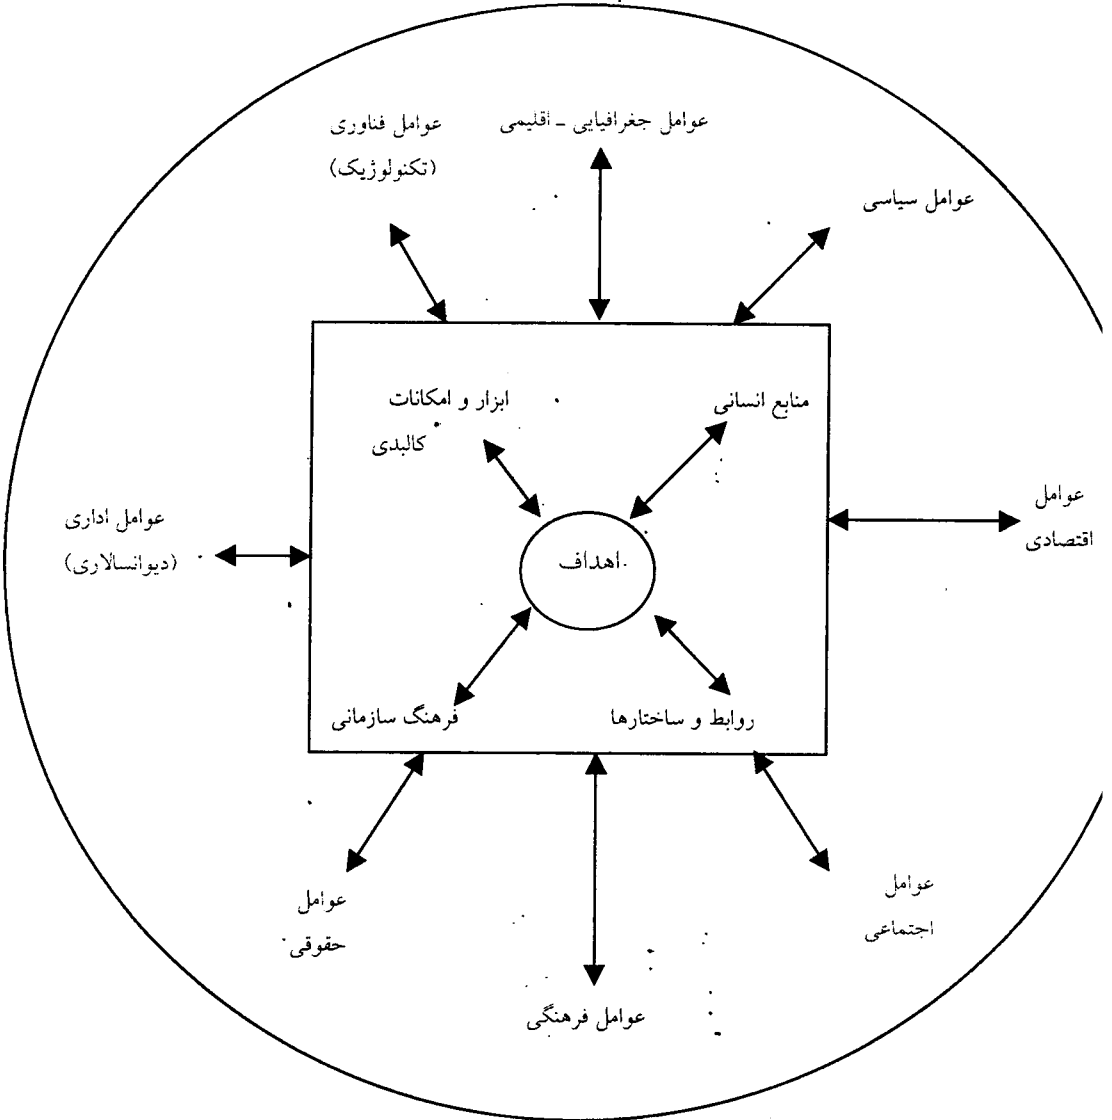 عوامل جغرافیایی - اقلیمی
عوامل فناوری
(تکنولوژیک)
عوامل سیاسی
منابع انسانی
ابزار و امکانات
کالبدی
عوامل
اقتصادی
عوامل اداری
(دیوانسالاری)
اهداف
روابط و ساختارها
فرهنگ سازمانی
عوامل
اجتماعی
عوامل
حقوقی
عوامل فرهنگی